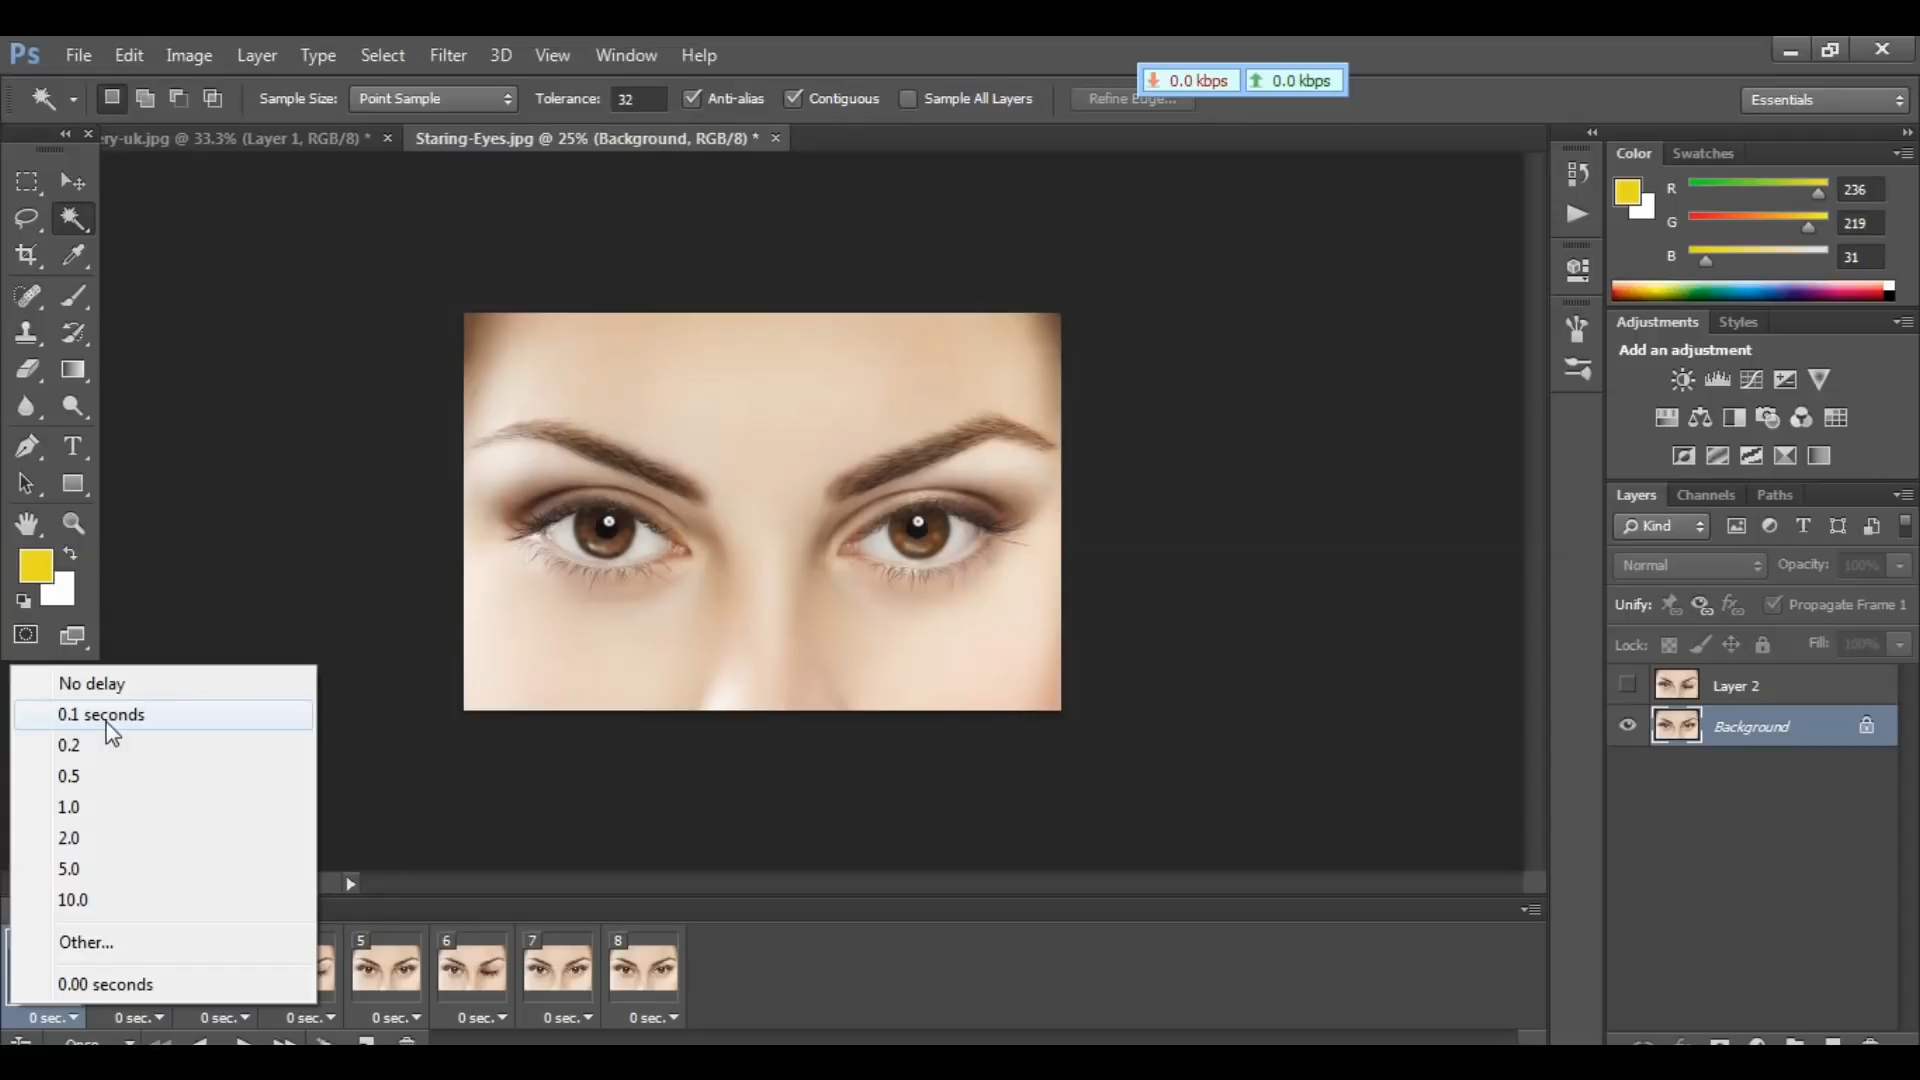 Ps File Edit Image Layer Type Select Filter 3D View Window Help
0.0 kbps 0.0 kbps
Sample Size: Point Sample Tolerance: 32 Anti-alias Contiguous Sample All Layers Refine Edge... Essentials
ery-uk.jpg @ 33.3% (Layer 1, RGB/8) * Staring-Eyes.jpg @ 25% (Background, RGB/8) *
Color Swatches
R 236
G 219
B 31
Adjustments Styles
Add an adjustment
Layers Channels Paths
Kind
Normal Opacity: 100%
Unify: Propagate Frame 1
Lock: Fill: 100%
Layer 2
Background
No delay
0.1 seconds
0.2
0.5
1.0
2.0
5.0
10.0
Other...
0.00 seconds
5 6 7 8
0 sec. 0 sec. 0 sec. 0 sec. 0 sec. 0 sec. 0 sec. 0 sec.